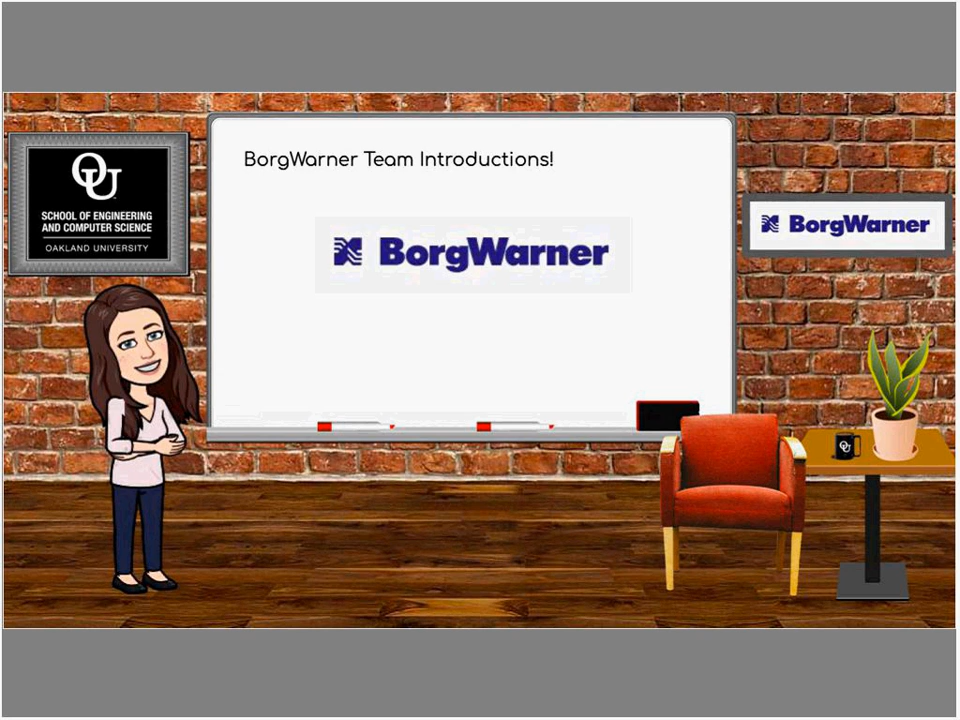 BorgWarner Team Introductions!
OU
SCHOOL OF ENGINEERING
AND COMPUTER SCIENCE
OAKLAND UNIVERSITY
BorgWarner
BorgWarner
OU